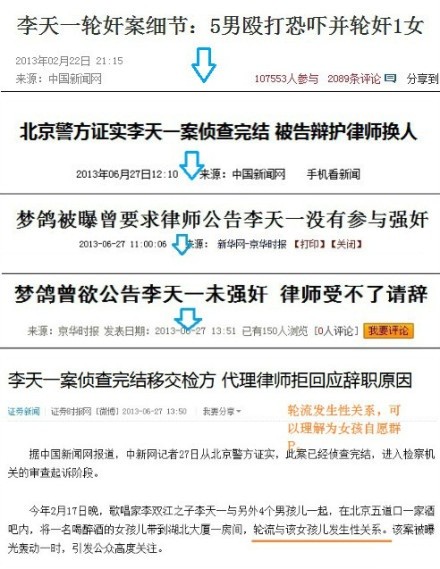 李天一轮奸案细节：5男殴打恐吓并轮奸1女
2013年02月22日 21:15
来源：中国新闻网 107553人参与 2089条评论 分享到
北京警方证实李天一案侦查完结 被告辩护律师换人
2013年06月27日12:10 来源：中国新闻网 手机看新闻
梦鸽被曝曾要求律师公告李天一没有参与强奸
2013-06-27 11:00:06 来源： 新华网-京华时报 【打印】【关闭】
梦鸽曾欲公告李天一未强奸 律师受不了请辞
来源：京华时报 发表日期：2013-06-27 13:51 已有150人浏览 [0人评论] 我要评论
李天一案侦查完结移交检方 代理律师拒回应辞职原因
证券新闻 证券时报网 [微博] 2013-06-27 13:50 我要分享
轮流发生性关系，可
以理解为女孩自愿群
P。
据中国新闻网报道，中新网记者27日从北京警方证实，此案已经侦查完结，进入检察机
关的审查起诉阶段。
今年2月17日晚，歌唱家李双江之子李天一与另外4个男孩儿一起，在北京五道口一家酒
吧内，将一名喝醉酒的女孩儿带到湖北大厦一房间，轮流与该女孩儿发生性关系。该案被曝
光轰动一时，引发公众高度关注。